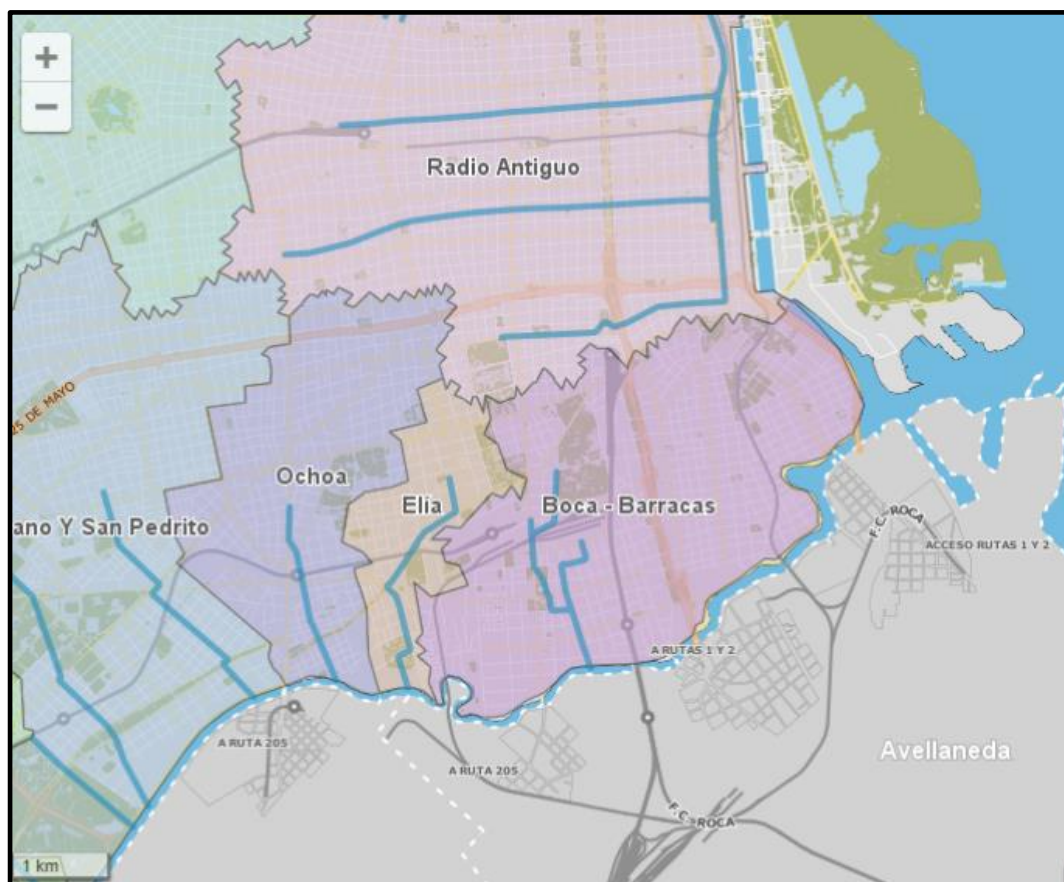 +
−
Radio Antiguo
25 DE MAYO
Ochoa
Elía
Boca - Barracas
ano Y San Pedrito
F.C. ROCA
ACCESO RUTAS 1 Y 2
A RUTAS 1 Y 2
A RUTA 205
A RUTA 205
Avellaneda
F.C. ROCA
1 km